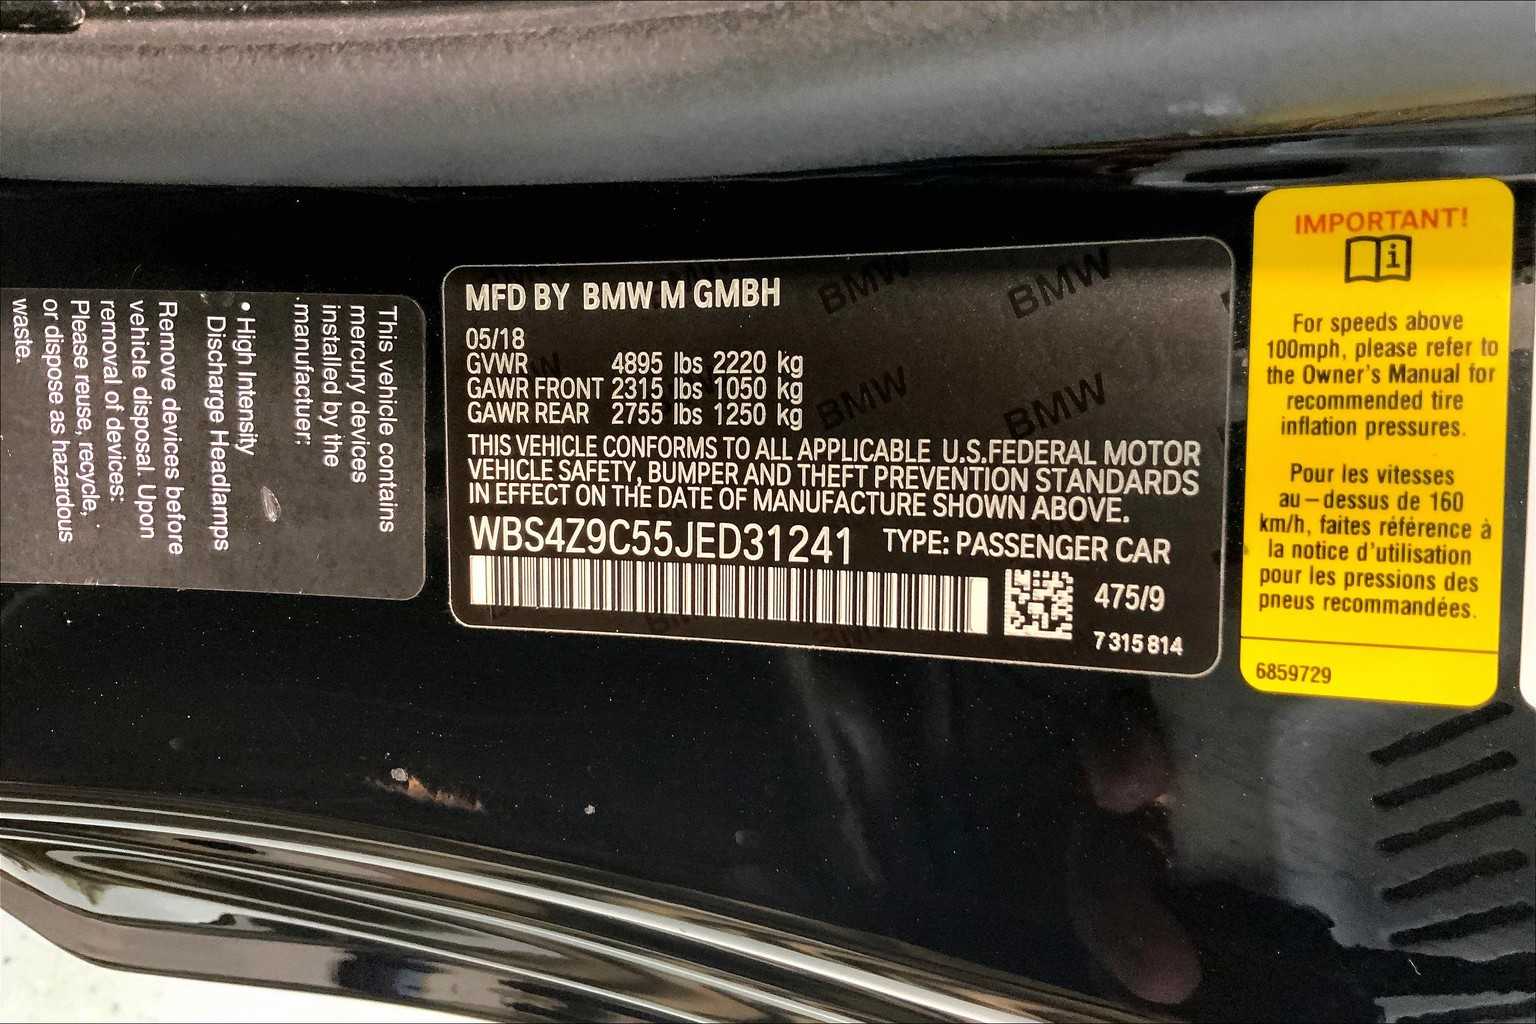 This vehicle contains
mercury devices
installed by the
manufacturer:
• High Intensity
Discharge Headlamps
Remove devices before
vehicle disposal. Upon
removal of devices:
Please reuse, recycle,
or dispose as hazardous
waste.
MFD BY BMW M GMBH
05/18
GVWR 4895 lbs 2220 kg
GAWR FRONT 2315 lbs 1050 kg
GAWR REAR 2755 lbs 1250 kg
THIS VEHICLE CONFORMS TO ALL APPLICABLE U.S.FEDERAL MOTOR
VEHICLE SAFETY, BUMPER AND THEFT PREVENTION STANDARDS
IN EFFECT ON THE DATE OF MANUFACTURE SHOWN ABOVE.
WBS4Z9C55JED31241 TYPE: PASSENGER CAR
475/9
7 315 814
BMW
BMW
BMW
BMW
IMPORTANT!
For speeds above
100mph, please refer to
the Owner's Manual for
recommended tire
inflation pressures.
Pour les vitesses
au-dessus de 160
km/h, faites référence à
la notice d'utilisation
pour les pressions des
pneus recommandées.
6859729